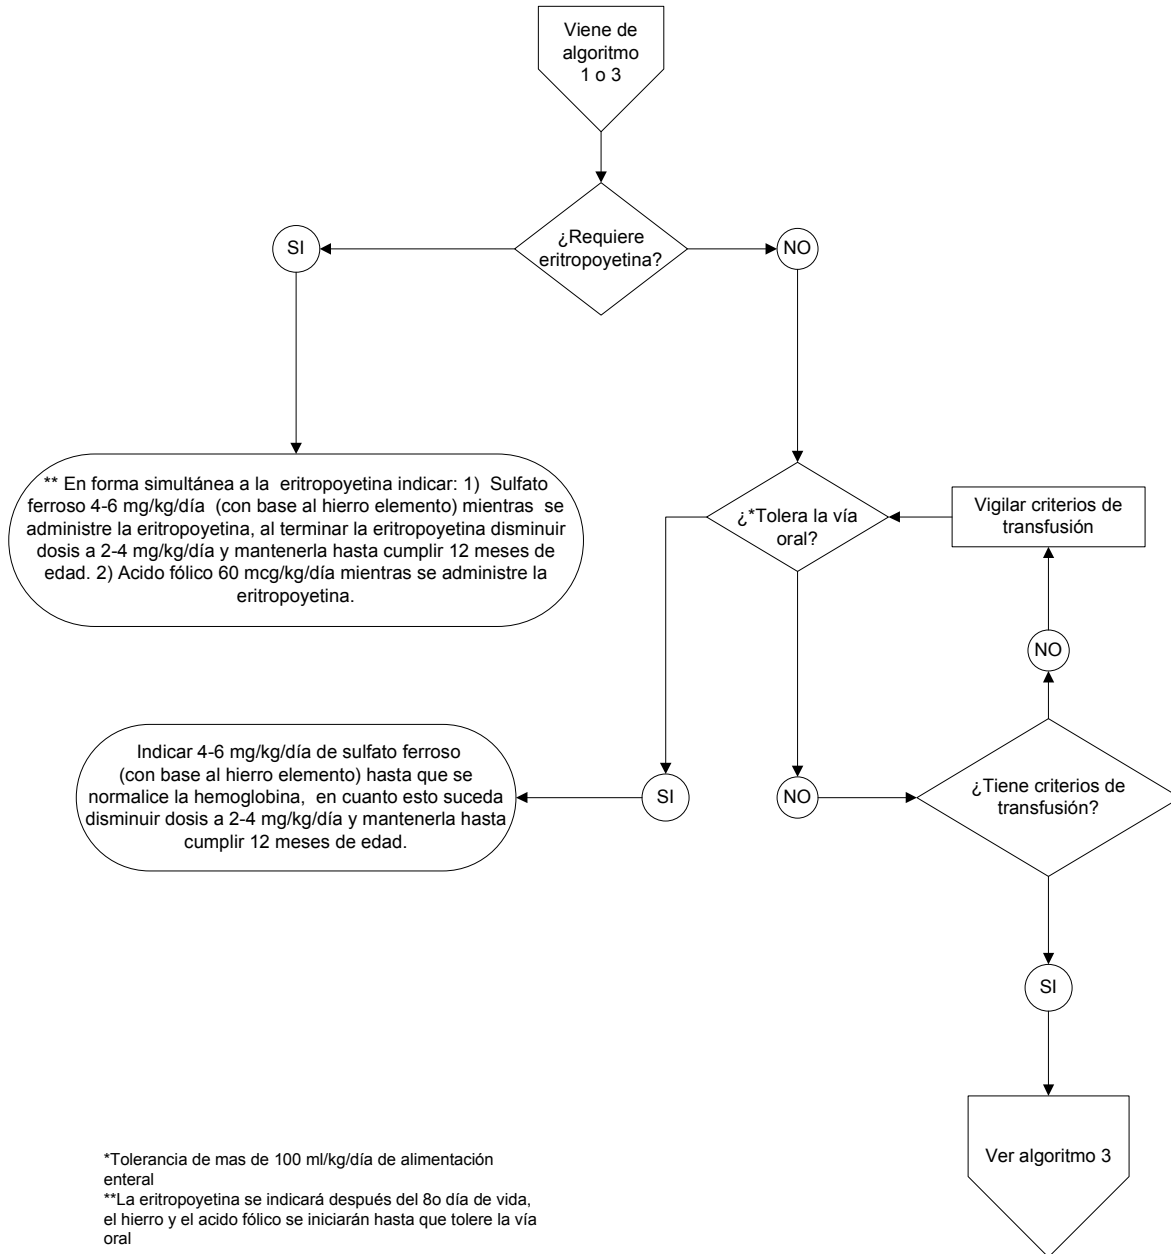 Viene de
algoritmo
1 o 3
¿Requiere
eritropoyetina?
SI
NO
** En forma simultánea a la eritropoyetina indicar: 1) Sulfato
ferroso 4-6 mg/kg/día (con base al hierro elemento) mientras se
administre la eritropoyetina, al terminar la eritropoyetina disminuir
dosis a 2-4 mg/kg/día y mantenerla hasta cumplir 12 meses de
edad. 2) Acido fólico 60 mcg/kg/día mientras se administre la
eritropoyetina.
¿*Tolera la vía
oral?
Vigilar criterios de
transfusión
NO
Indicar 4-6 mg/kg/día de sulfato ferroso
(con base al hierro elemento) hasta que se
normalice la hemoglobina, en cuanto esto suceda
disminuir dosis a 2-4 mg/kg/día y mantenerla hasta
cumplir 12 meses de edad.
SI
NO
¿Tiene criterios de
transfusión?
SI
Ver algoritmo 3
*Tolerancia de mas de 100 ml/kg/día de alimentación
enteral
**La eritropoyetina se indicará después del 8o día de vida,
el hierro y el acido fólico se iniciarán hasta que tolere la vía
oral